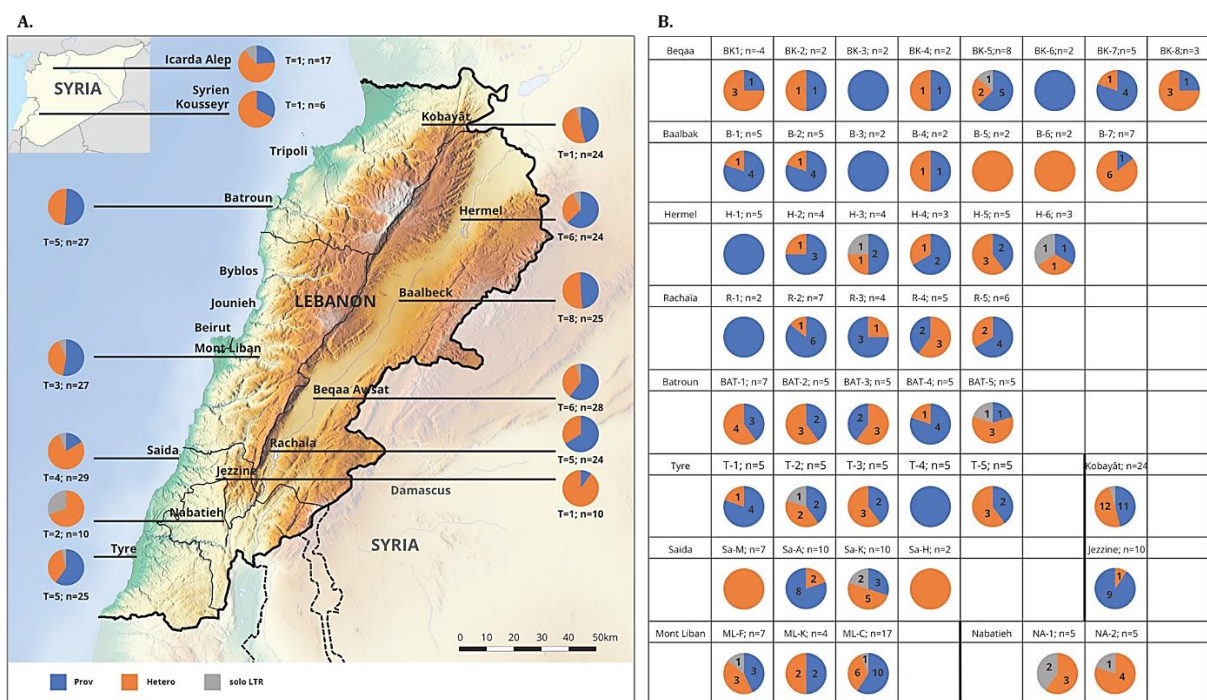 A.
SYRIA
Icarda Alep
T=1; n=17
Syrien
Kousseyr
T=1; n=6
Kobayât
T=1; n=24
Tripoli
Batroun
T=5; n=27
Hermel
T=6; n=24
Byblos
LEBANON
Baalbeck
T=8; n=25
Jounieh
Beirut
Mont-Liban
T=3; n=27
Beqaa Awsat
T=6; n=28
Rachaïa
T=5; n=24
Saida
T=4; n=29
Jezzine
T=1; n=10
Damascus
Nabatieh
T=2; n=10
SYRIA
Tyre
T=5; n=25
0 10 20 30 40 50km
Prov Hetero solo LTR
B.
Beqaa BK1; n=-4 BK-2; n=2 BK-3; n=2 BK-4; n=2 BK-5;n=8 BK-6;n=2 BK-7;n=5 BK-8;n=3
3 1 1 1 1 1 1 2 5 1 4 3 1
Baalbak B-1; n=5 B-2; n=5 B-3; n=2 B-4; n=2 B-5; n=2 B-6; n=2 B-7; n=7
1 4 1 4 1 1 1 6
Hermel H-1; n=5 H-2; n=4 H-3; n=4 H-4; n=3 H-5; n=5 H-6; n=3
1 3 1 2 1 1 2 3 2 1 1 1
Rachaïa R-1; n=2 R-2; n=7 R-3; n=4 R-4; n=5 R-5; n=6
1 6 1 3 2 3 2 4
Batroun BAT-1; n=7 BAT-2; n=5 BAT-3; n=5 BAT-4; n=5 BAT-5; n=5
4 3 3 2 2 3 1 4 1 1 3
Tyre T-1; n=5 T-2; n=5 T-3; n=5 T-4; n=5 T-5; n=5 Kobayât; n=24
1 4 1 2 2 3 2 3 2 12 11
Saida Sa-M; n=7 Sa-A; n=10 Sa-K; n=10 Sa-H; n=2 Jezzine; n=10
2 8 2 3 5 1 9
Mont Liban ML-F; n=7 ML-K; n=4 ML-C; n=17 Nabatieh NA-1; n=5 NA-2; n=5
1 3 3 2 2 1 6 10 2 3 1 4